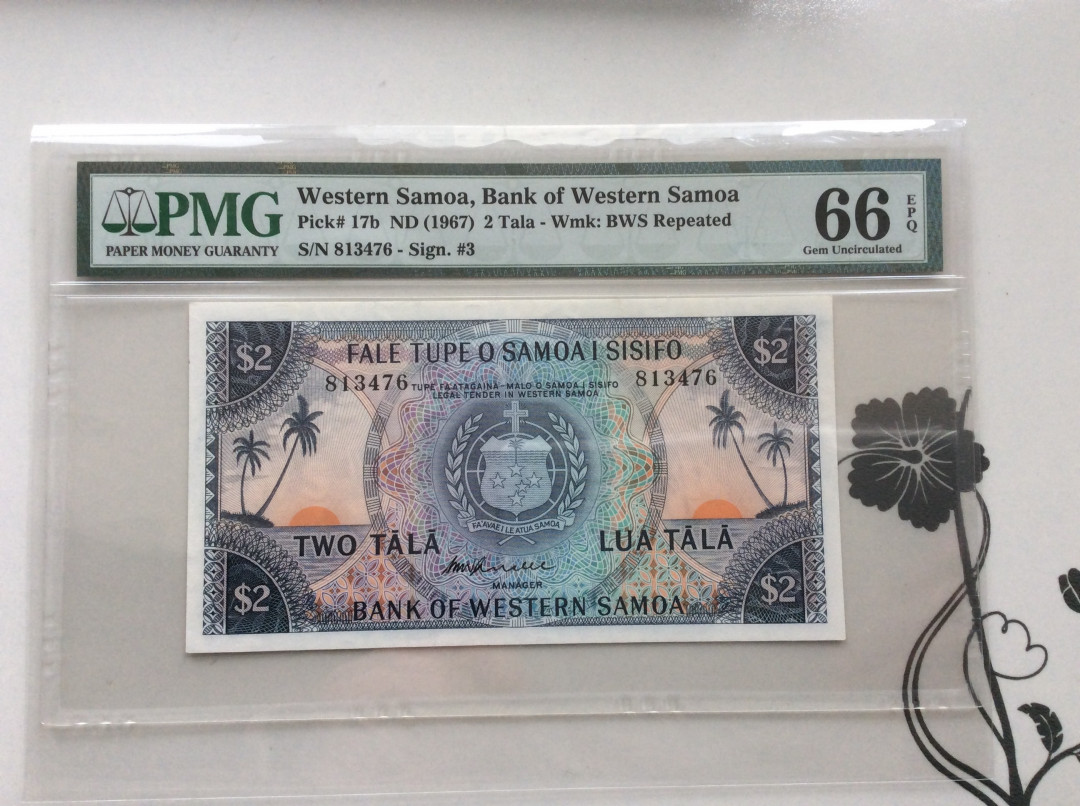 PMG
PAPER MONEY GUARANTY
Western Samoa, Bank of Western Samoa
Pick# 17b ND (1967) 2 Tala - Wmk: BWS Repeated
S/N 813476 - Sign. #3
66
EPQ
Gem Uncirculated
$2 $2
FALE TUPE O SAMOA I SISIFO
813476 813476
TUPE FAATAGAINA-MALO O SAMOA I SISIFO
LEGAL TENDER IN WESTERN SAMOA
FA'AVAE I LE ATUA SAMOA
TWO TĀLĀ LUA TĀLĀ
MANAGER
$2 $2
BANK OF WESTERN SAMOA